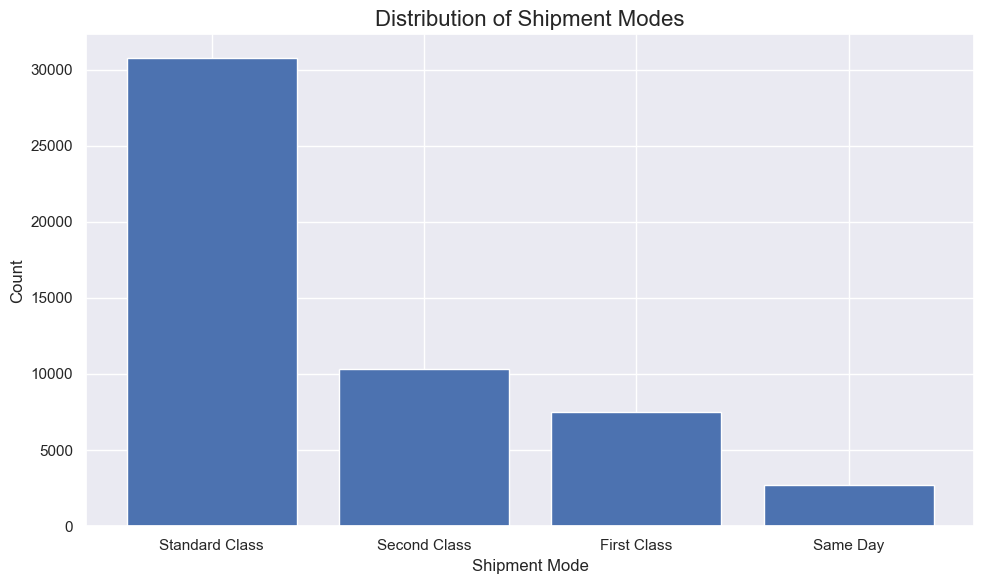 Distribution of Shipment Modes
Count
30000
25000
20000
15000
10000
5000
0
Standard Class
Second Class
First Class
Same Day
Shipment Mode